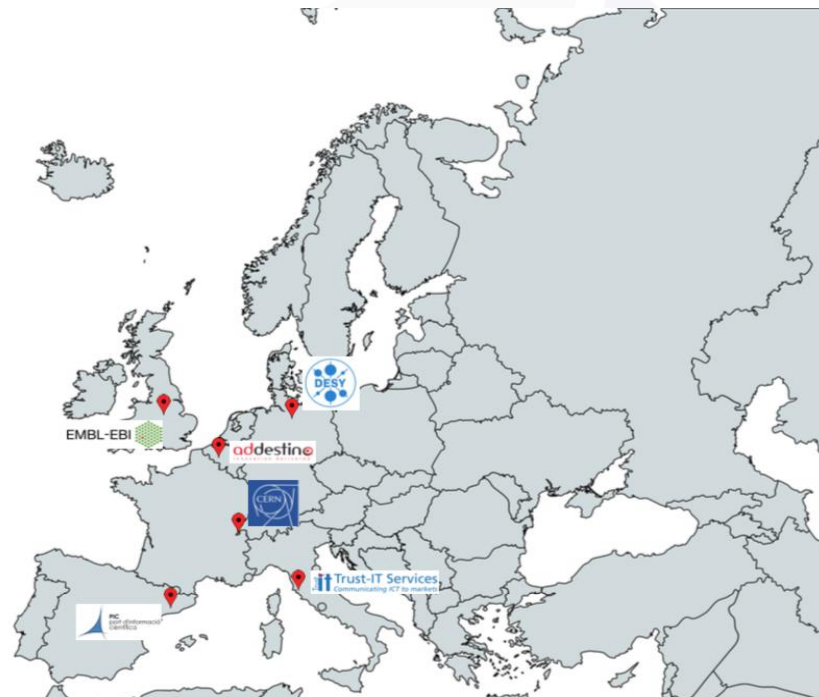 DESY
EMBL-EBI
addestino
CERN
Trust-IT Services
Communicating ICT to markets
PIC
port d'informació
científica